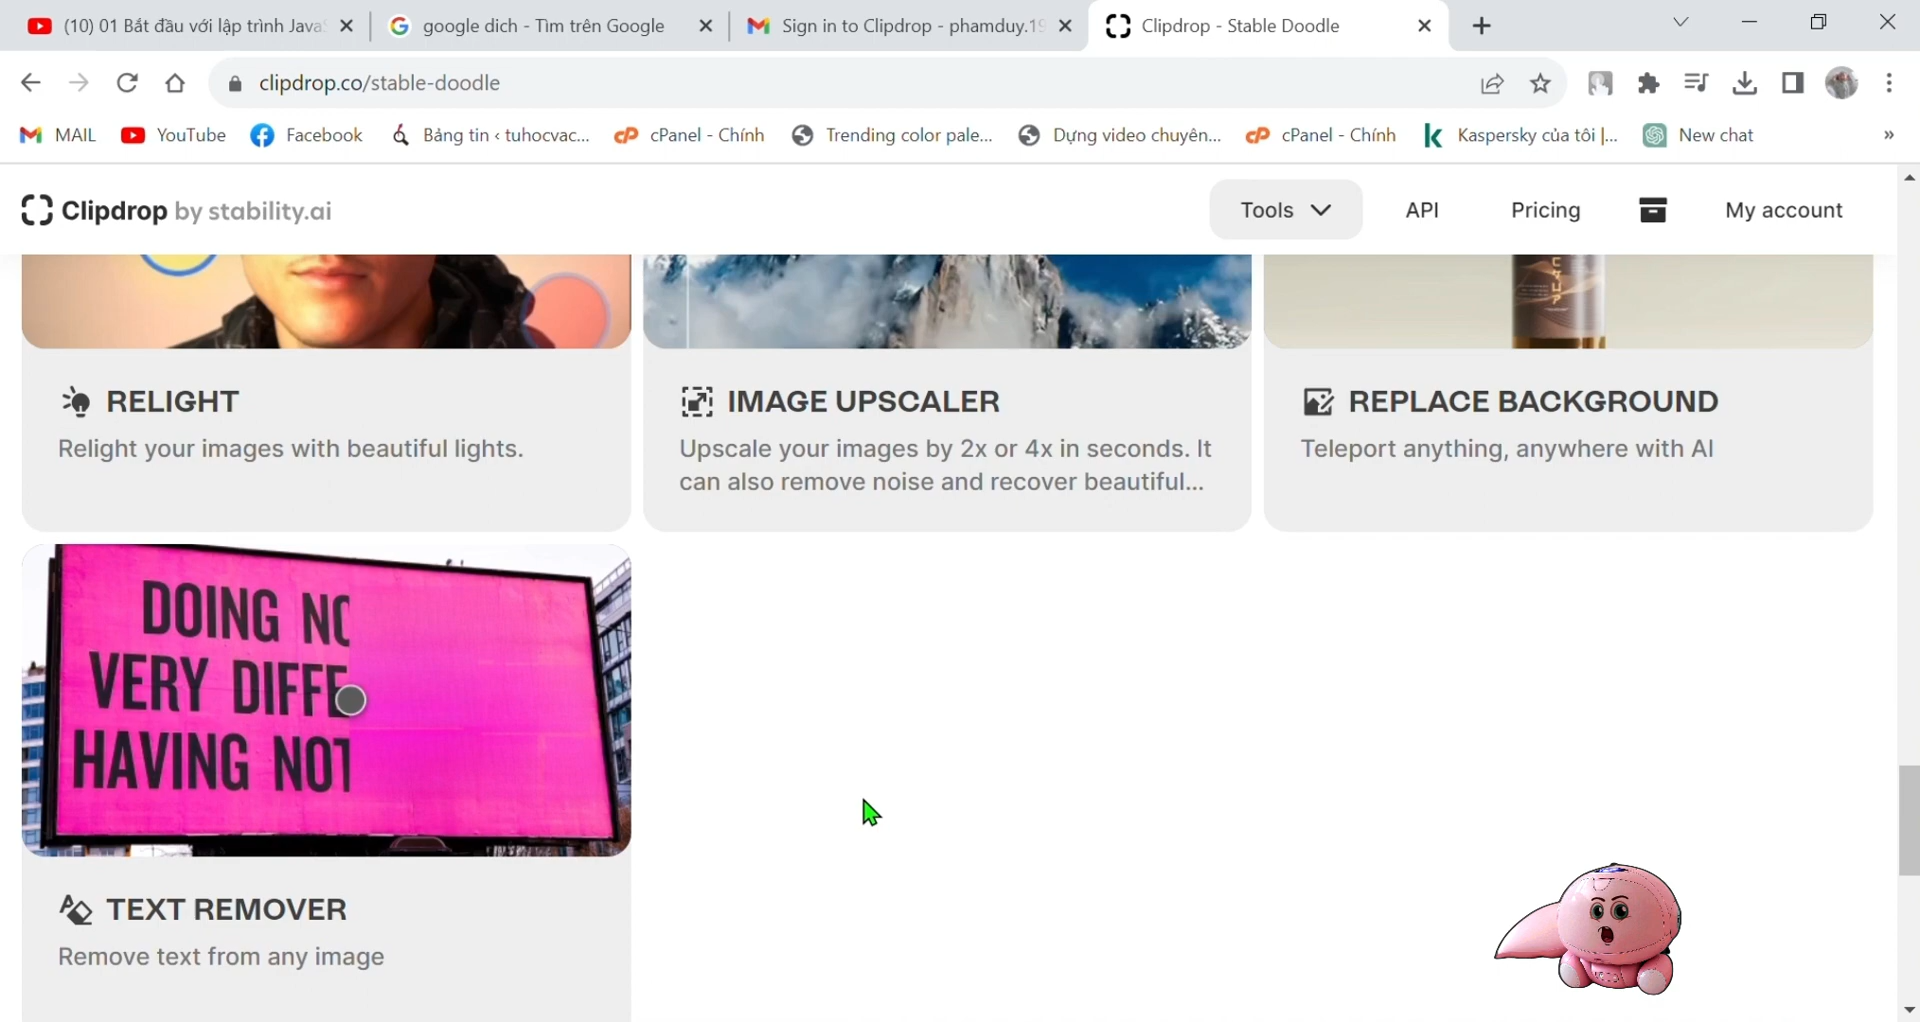 (10) 01 Bắt đầu với lập trình Java
google dich - Tìm trên Google
Sign in to Clipdrop - phamduy.19
Clipdrop - Stable Doodle
clipdrop.co/stable-doodle
MAIL
YouTube
Facebook
Bảng tin ‹ tuhocvac...
cPanel - Chính
Trending color pale...
Dựng video chuyên...
cPanel - Chính
Kaspersky của tôi |...
New chat
»
Clipdrop by stability.ai
Tools
API
Pricing
My account
RELIGHT
Relight your images with beautiful lights.
IMAGE UPSCALER
Upscale your images by 2x or 4x in seconds. It
can also remove noise and recover beautiful...
REPLACE BACKGROUND
Teleport anything, anywhere with AI
DOING NO
VERY DIFFE
HAVING NOT
TEXT REMOVER
Remove text from any image